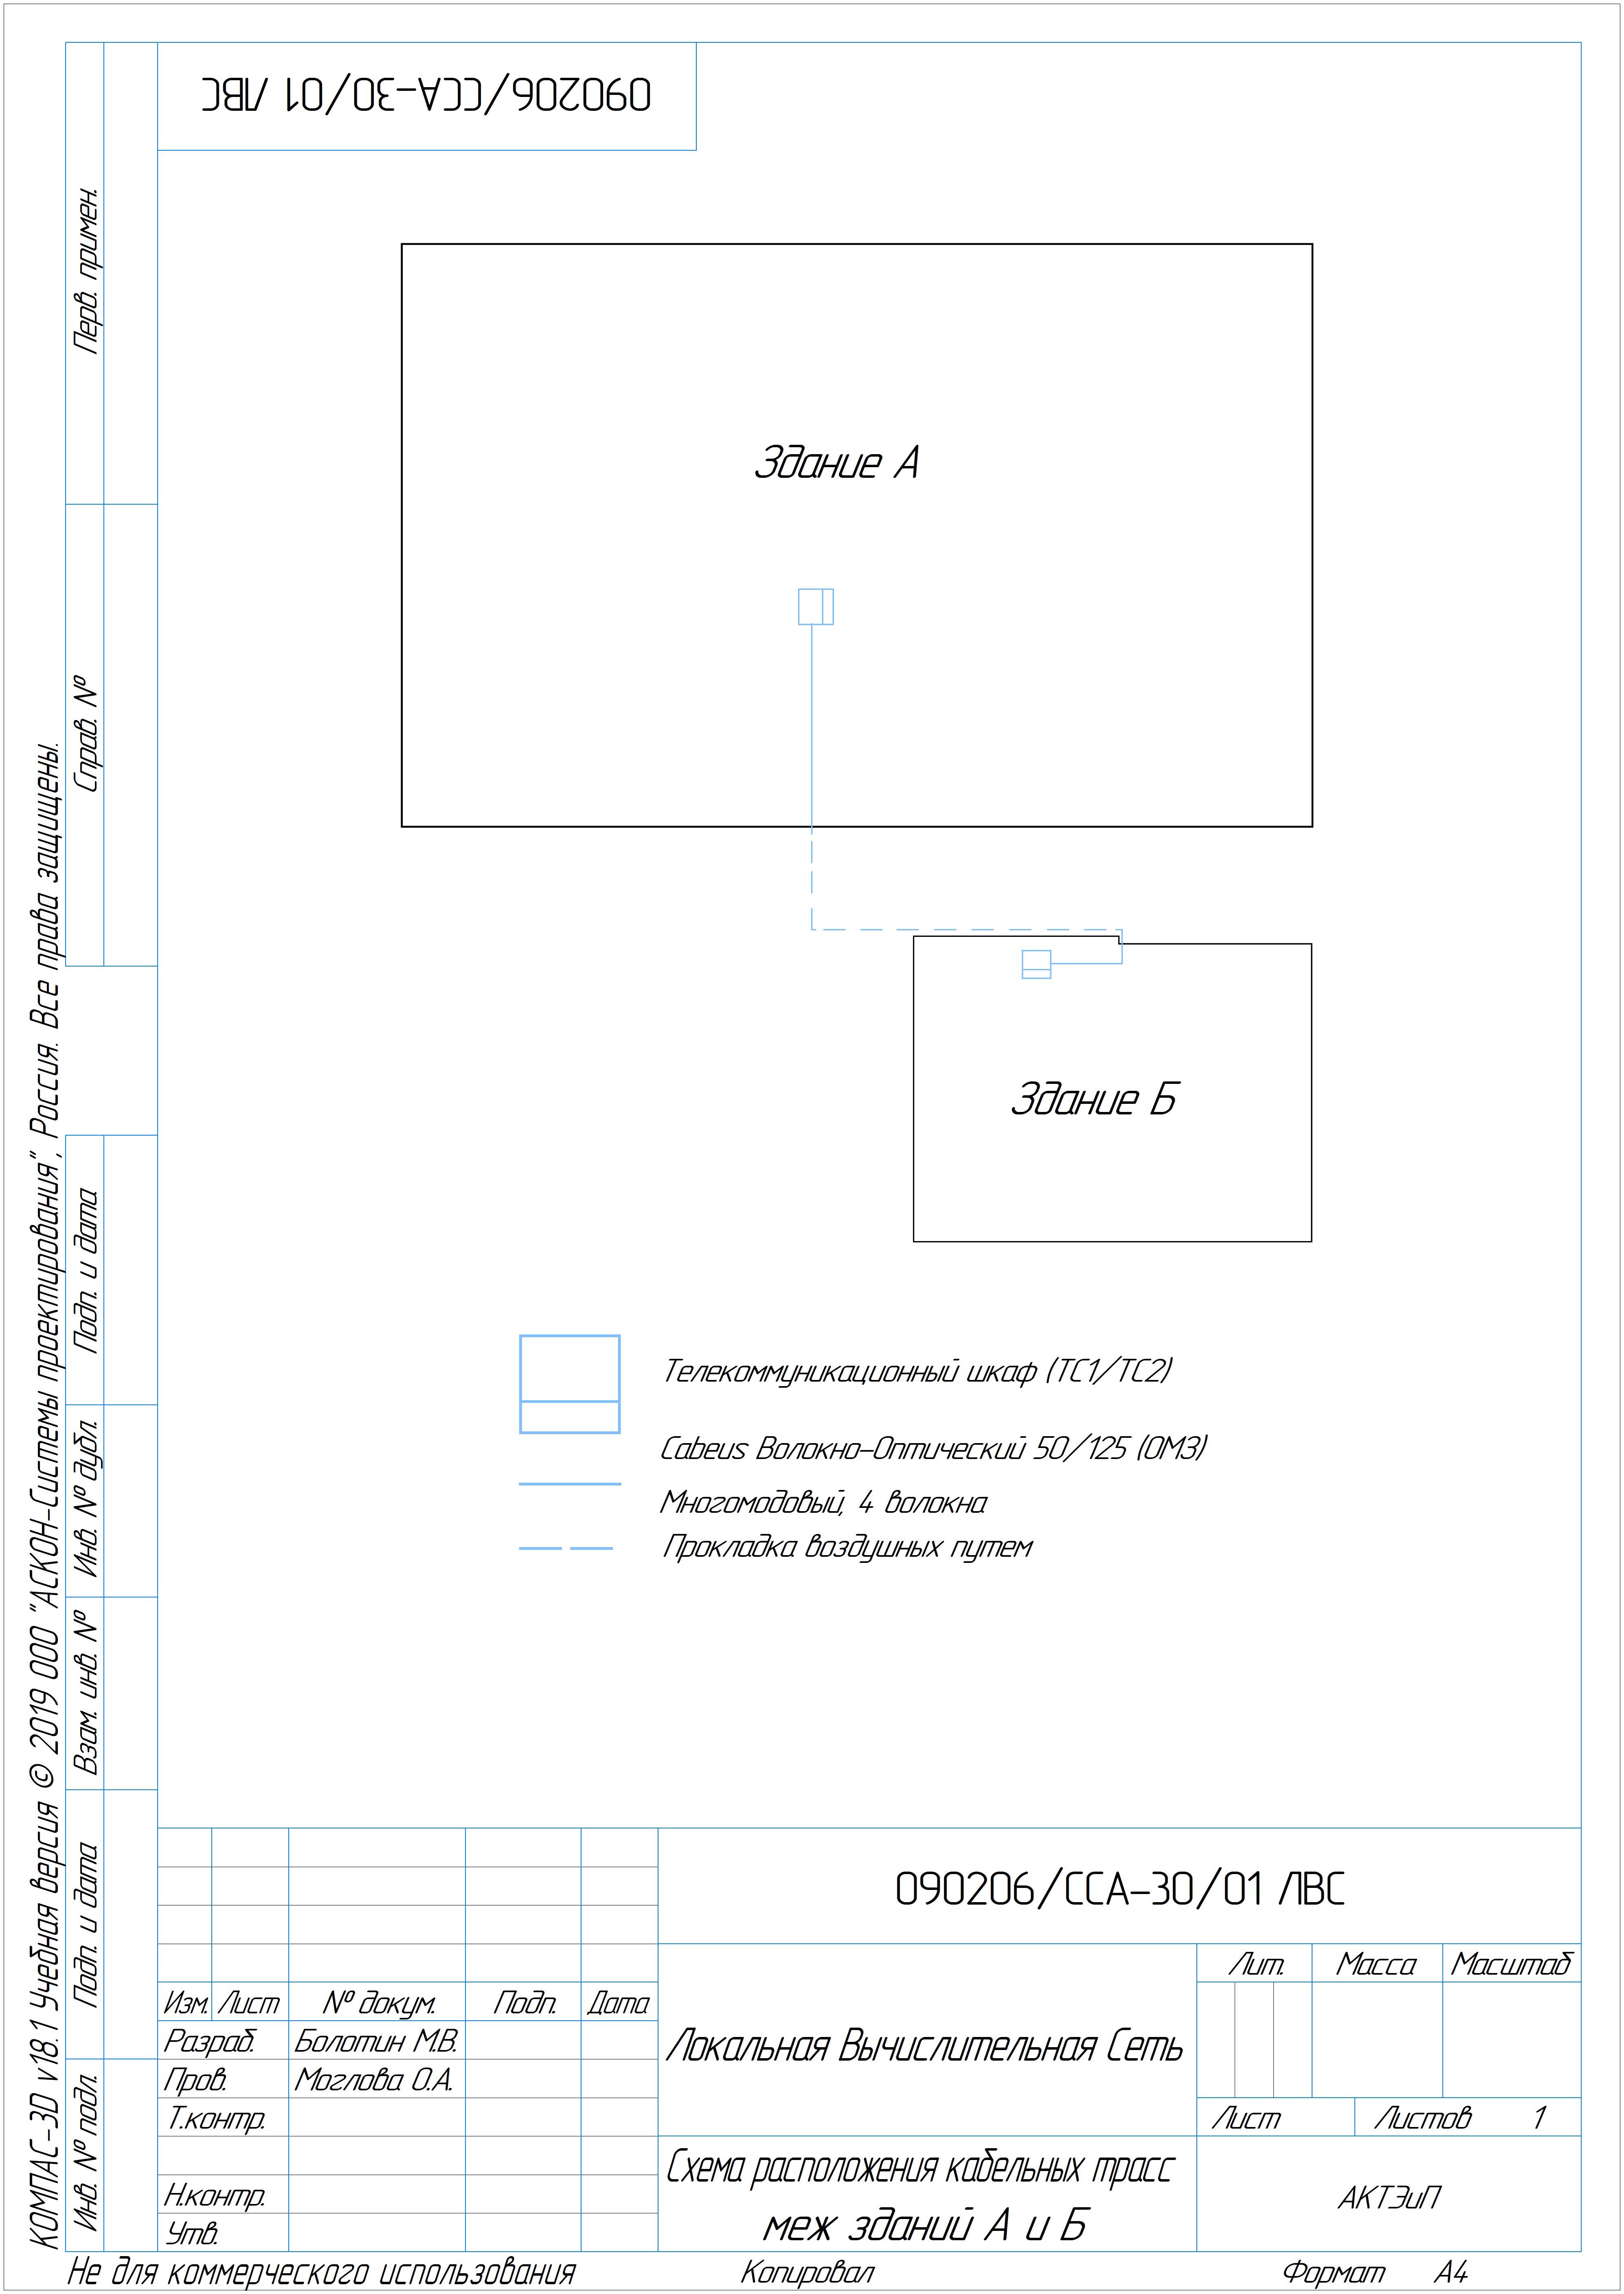 090206/ССА-30/01 ЛВС
Перв. примен.
Справ. №
Здание А
Здание Б
Телекоммуникационный шкаф (ТС1/ТС2)
Cabeus Волокно-Оптический 50/125 (ОМ3)
Многомодовый, 4 волокна
Прокладка воздушных путем
КОМПАС-3D v18.1 Учебная версия © 2019 ООО "АСКОН-Системы проектирования", Россия. Все права защищены.
Подп. и дата
Инв. № дубл.
Взам. инв. №
Подп. и дата
Инв. № подл.
090206/ССА-30/01 ЛВС
Лит. Масса Масштаб
Изм. Лист № докум. Подп. Дата
Разраб. Болотин М.В.
Локальная Вычислительная Сеть
Пров. Моглова О.А.
Т.контр.
Лист Листов 1
Схема расположения кабельных трасс
меж зданий А и Б
Н.контр.
АКТЭиП
Утв.
Не для коммерческого использования Копировал Формат А4